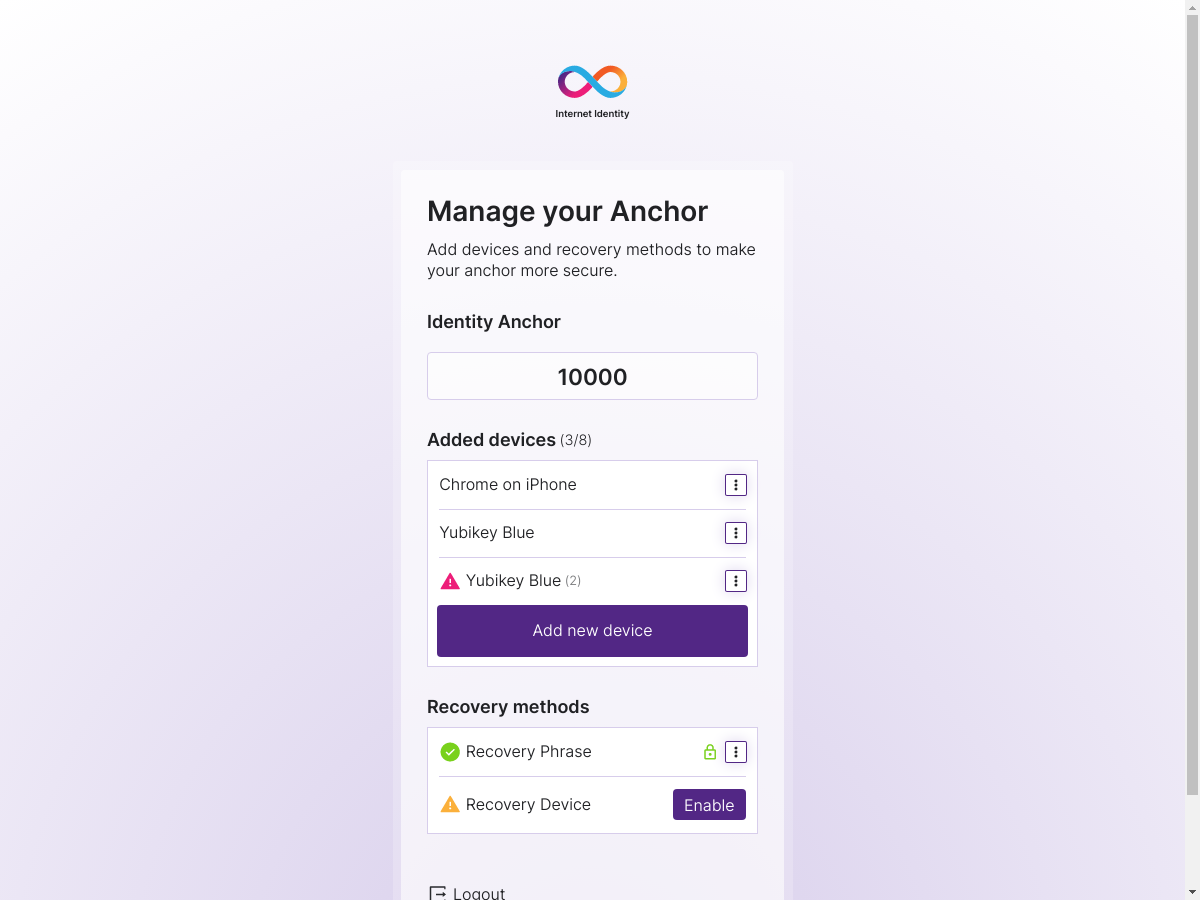 Internet Identity
Manage your Anchor
Add devices and recovery methods to make
your anchor more secure.
Identity Anchor
10000
Added devices (3/8)
Chrome on iPhone
Yubikey Blue
Yubikey Blue (2)
Add new device
Recovery methods
Recovery Phrase
Recovery Device
Enable
Logout